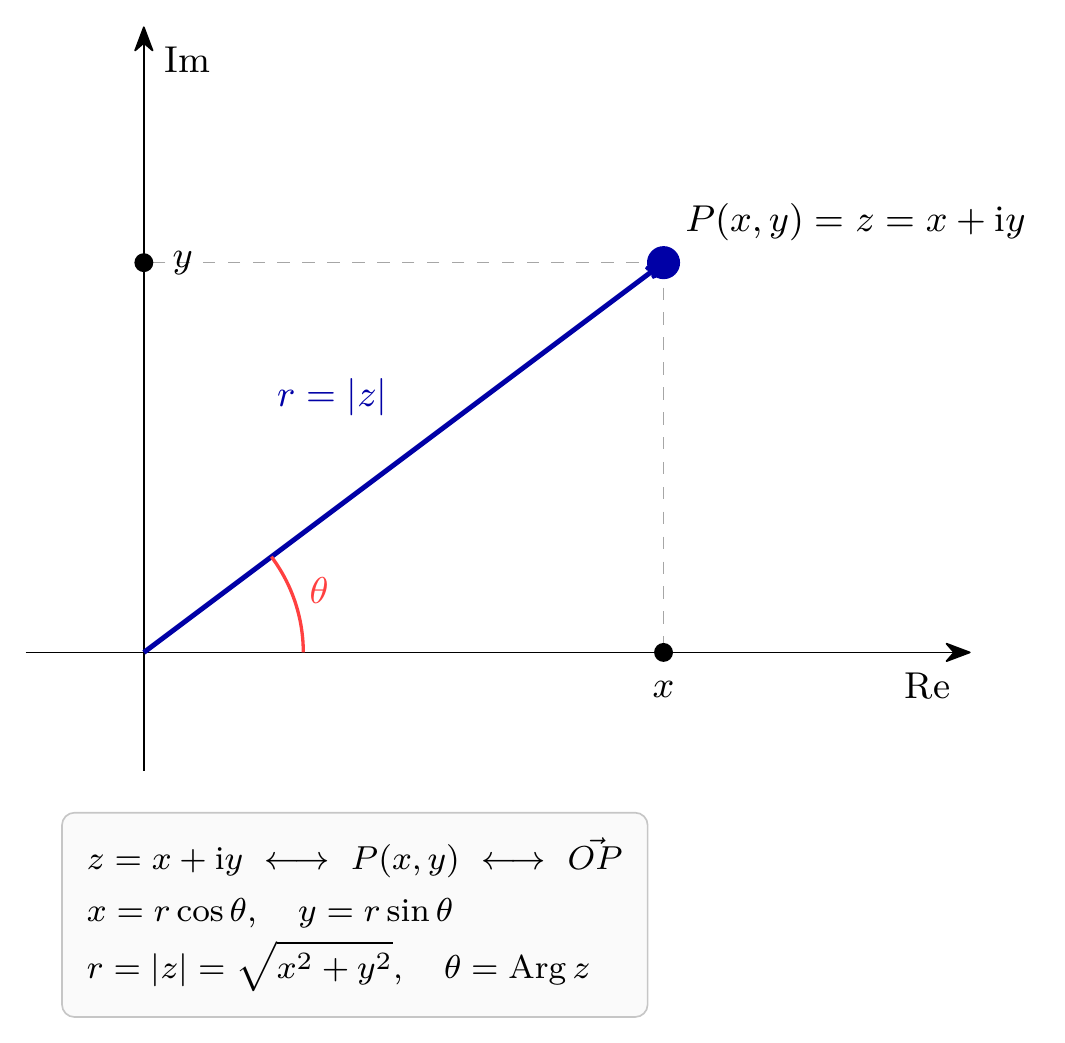 Im
P(x, y) = z = x + iy
y
r = |z|
θ
x
Re
z = x + iy ⟷ P(x, y) ⟷ \vec{OP}
x = r cos θ,  y = r sin θ
r = |z| = √(x² + y²),  θ = Arg z